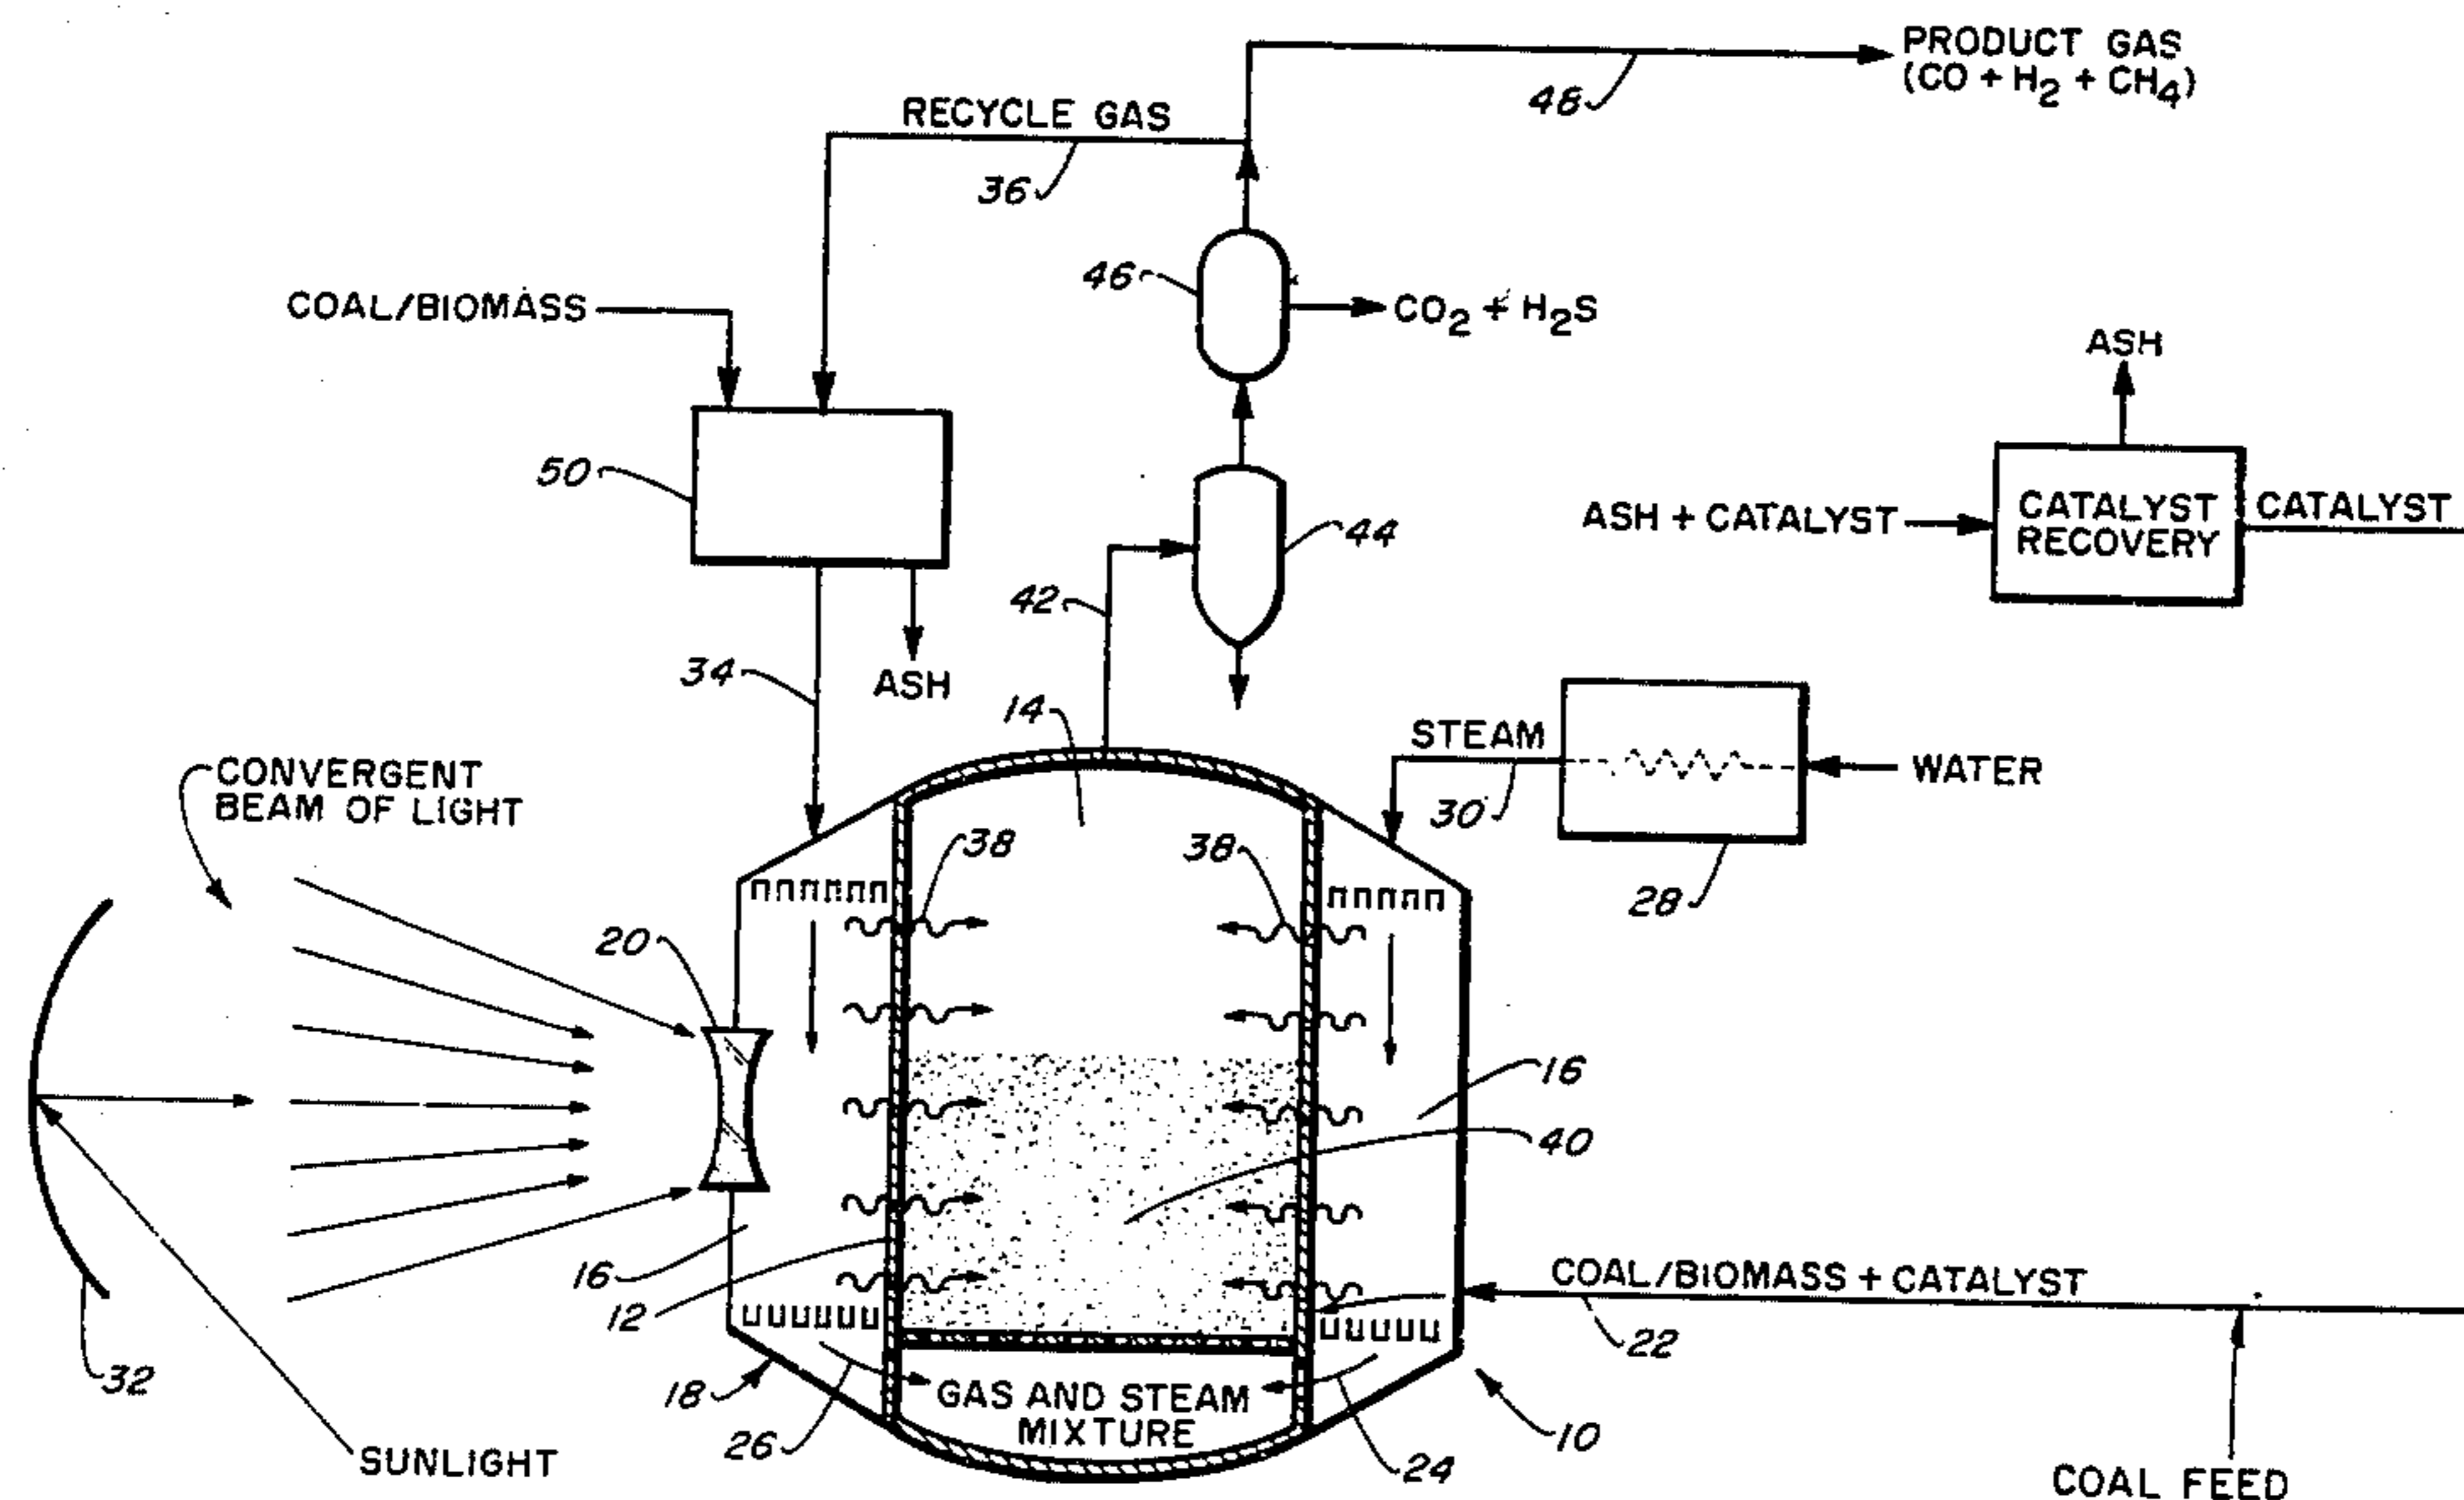 PRODUCT GAS
(CO + H2 + CH4)
48
RECYCLE GAS
36
46
CO2 + H2S
COAL/BIOMASS
ASH
50
44
ASH + CATALYST
CATALYST
RECOVERY
CATALYST
42
34
ASH
14
STEAM
WATER
30
28
CONVERGENT
BEAM OF LIGHT
38
38
20
16
40
16
12
COAL/BIOMASS + CATALYST
22
32
18
GAS AND STEAM
MIXTURE
26
24
10
SUNLIGHT
COAL FEED